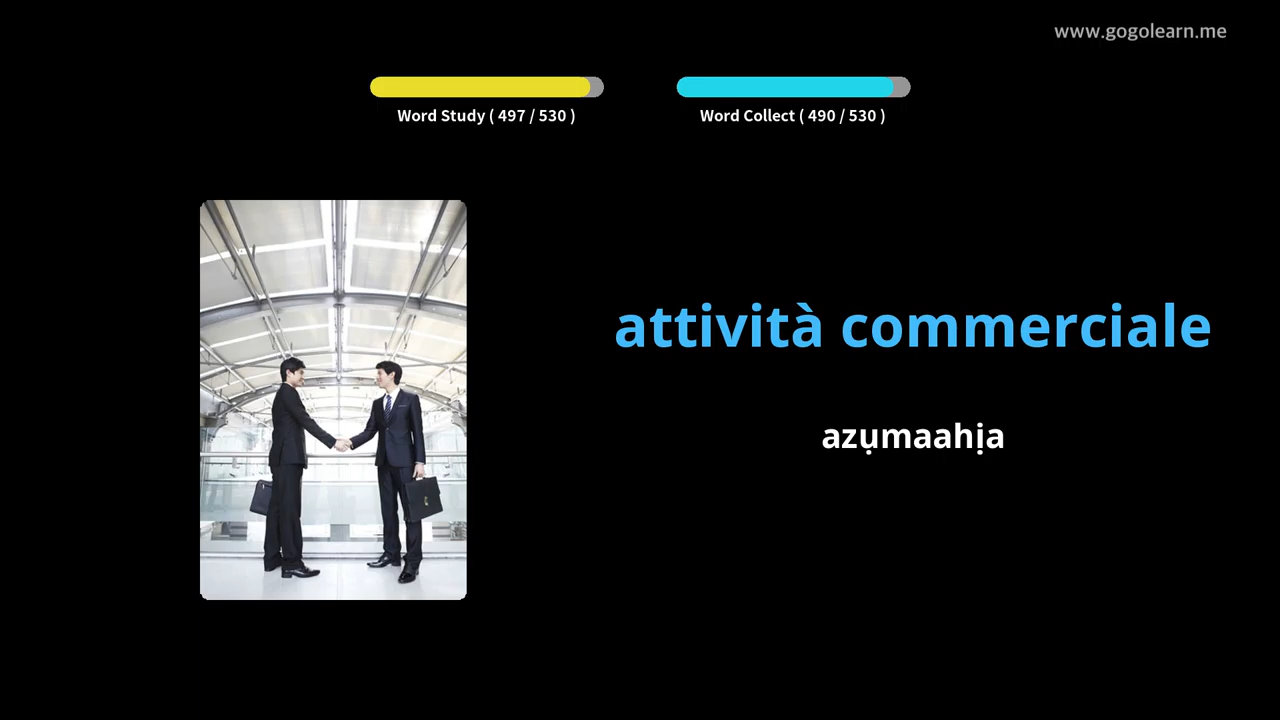 www.gogolearn.me
Word Study ( 497 / 530 )
Word Collect ( 490 / 530 )
attività commerciale
azụmaahịa